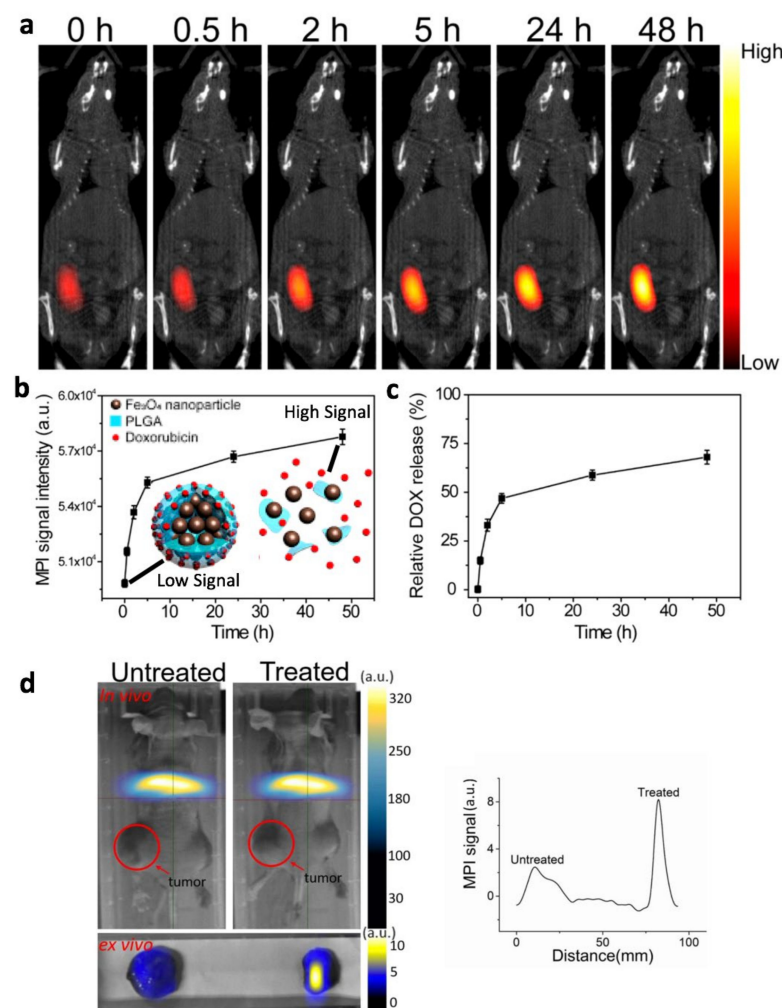 a
0 h 0.5 h 2 h 5 h 24 h 48 h
High
Low
b
6.0x10⁴
5.7x10⁴
5.4x10⁴
5.1x10⁴
MPI signal intensity (a.u.)
Fe₃O₄ nanoparticle
PLGA
Doxorubicin
High Signal
Low Signal
0 10 20 30 40 50
Time (h)
c
100
75
50
25
0
Relative DOX release (%)
0 10 20 30 40 50
Time (h)
d
Untreated Treated
(a.u.)
In vivo
320
250
180
100
30
tumor
tumor
ex vivo
(a.u.)
10
5
0
MPI signal (a.u.)
8
4
0
Untreated
Treated
0 50 100
Distance(mm)